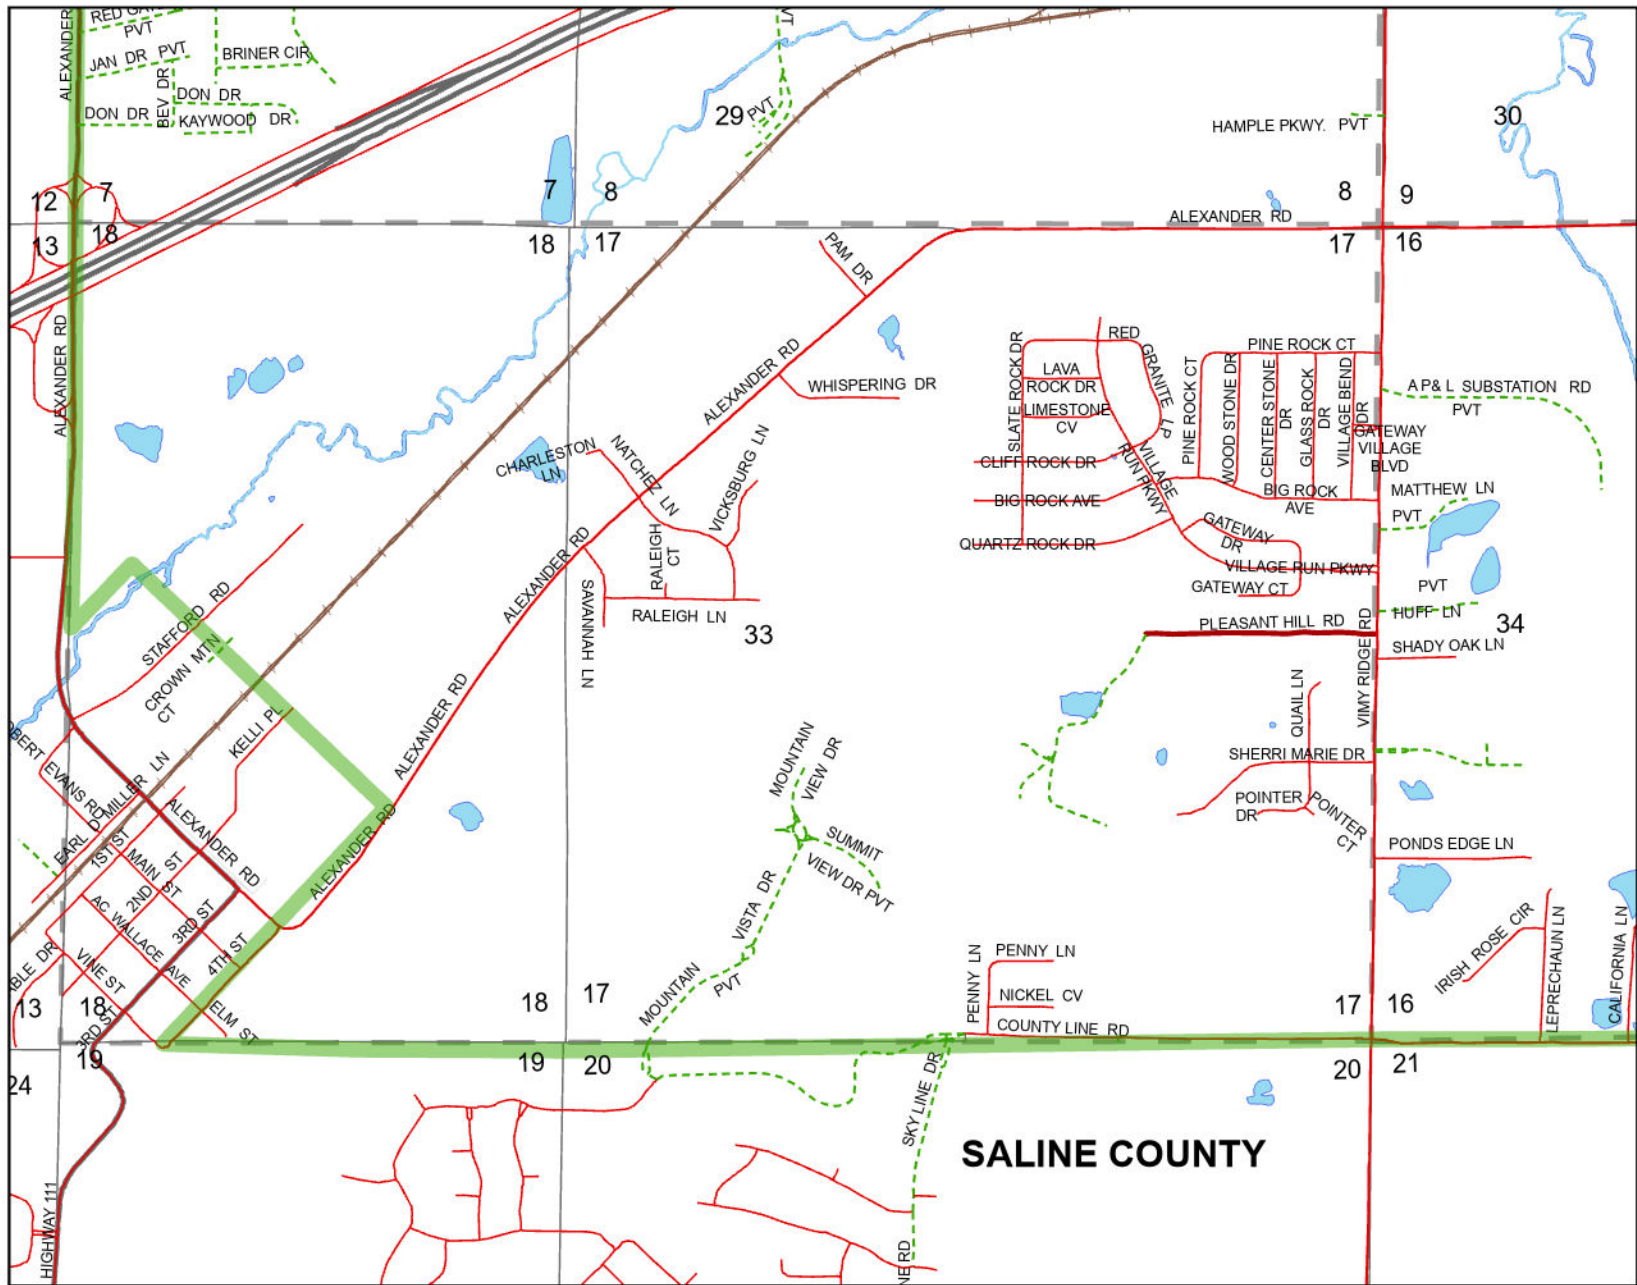 RED
PVT
ALEXANDER
JAN DR PVT
BRINER CIR
BEV DR
DON DR
DON DR
KAYWOOD DR
PVT
29
PVT
HAMPLE PKWY. PVT
30
12
7
7
8
8
9
ALEXANDER RD
13
18
18
17
17
16
PAM DR
ALEXANDER RD
ALEXANDER RD
WHISPERING DR
SLATE ROCK DR
RED
GRANITE
LP
LAVA
ROCK DR
LIMESTONE
CV
PINE ROCK CT
PINE ROCK CT
WOOD STONE DR
CENTER STONE
DR
GLASS ROCK
DR
VILLAGE BEND
DR
GATEWAY
VILLAGE
BLVD
A P & L SUBSTATION RD
PVT
CHARLESTON
LN
NATCHEZ LN
VICKSBURG LN
CLIFF ROCK DR
VILLAGE
RUN PKWY
BIG ROCK AVE
BIG ROCK
AVE
MATTHEW LN
PVT
QUARTZ ROCK DR
GATEWAY
DR
VILLAGE RUN PKWY
GATEWAY CT
PVT
HUFF LN
ALEXANDER RD
RALEIGH
CT
SAVANNAH LN
RALEIGH LN
33
PLEASANT HILL RD
34
SHADY OAK LN
VIMY RIDGE RD
STAFFORD RD
CROWN MTN
CT
KELLI PL
ALEXANDER RD
QUAIL LN
SHERRI MARIE DR
POINTER
DR
POINTER
CT
MOUNTAIN
VIEW DR
SUMMIT
VIEW DR PVT
EVANS RD
EARL D MILLER LN
ALEXANDER RD
ALEXANDER RD
1ST ST
MAIN ST
2ND ST
AC WALLACE AVE
3RD ST
4TH ST
VINE ST
ELM ST
3RD ST
VISTA DR
MOUNTAIN
PVT
PONDS EDGE LN
IRISH ROSE CIR
LEPRECHAUN LN
CALIFORNIA LN
PENNY LN
PENNY LN
NICKEL CV
COUNTY LINE RD
13
18
18
17
17
16
19
19
20
20
21
24
SKY LINE DR
SALINE COUNTY
HIGHWAY 111
NE RD